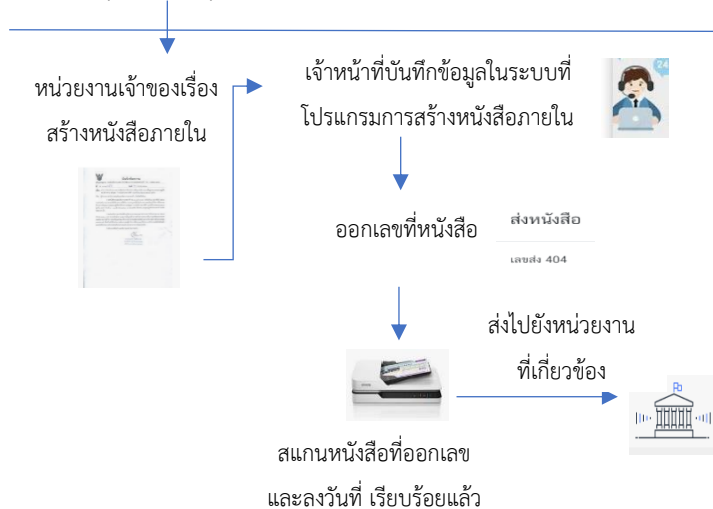 หน่วยงานเจ้าของเรื่อง
สร้างหนังสือภายใน
เจ้าหน้าที่บันทึกข้อมูลในระบบที่
โปรแกรมการสร้างหนังสือภายใน
24
ออกเลขที่หนังสือ
ส่งหนังสือ
เลขส่ง 404
ส่งไปยังหน่วยงาน
ที่เกี่ยวข้อง
สแกนหนังสือที่ออกเลข
และลงวันที่ เรียบร้อยแล้ว